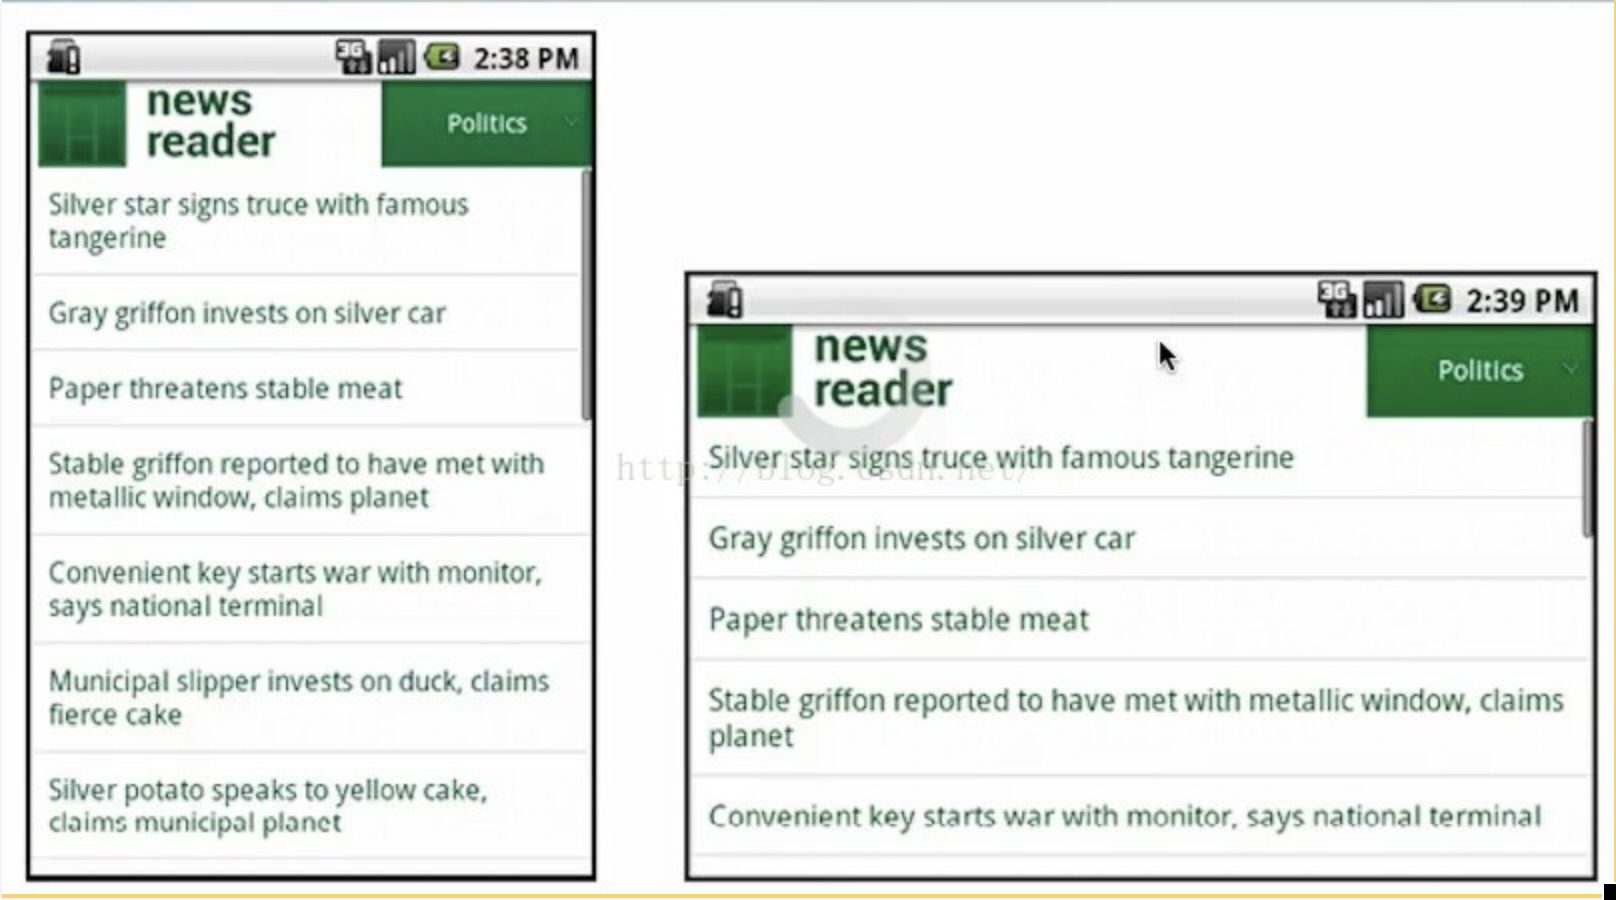 3G
2:38 PM
news
reader
Politics
Silver star signs truce with famous
tangerine
Gray griffon invests on silver car
Paper threatens stable meat
Stable griffon reported to have met with
metallic window, claims planet
Convenient key starts war with monitor,
says national terminal
Municipal slipper invests on duck, claims
fierce cake
Silver potato speaks to yellow cake,
claims municipal planet
3G
2:39 PM
news
reader
Politics
Silver star signs truce with famous tangerine
http://blog.csdn.net/
Gray griffon invests on silver car
Paper threatens stable meat
Stable griffon reported to have met with metallic window, claims
planet
Convenient key starts war with monitor, says national terminal